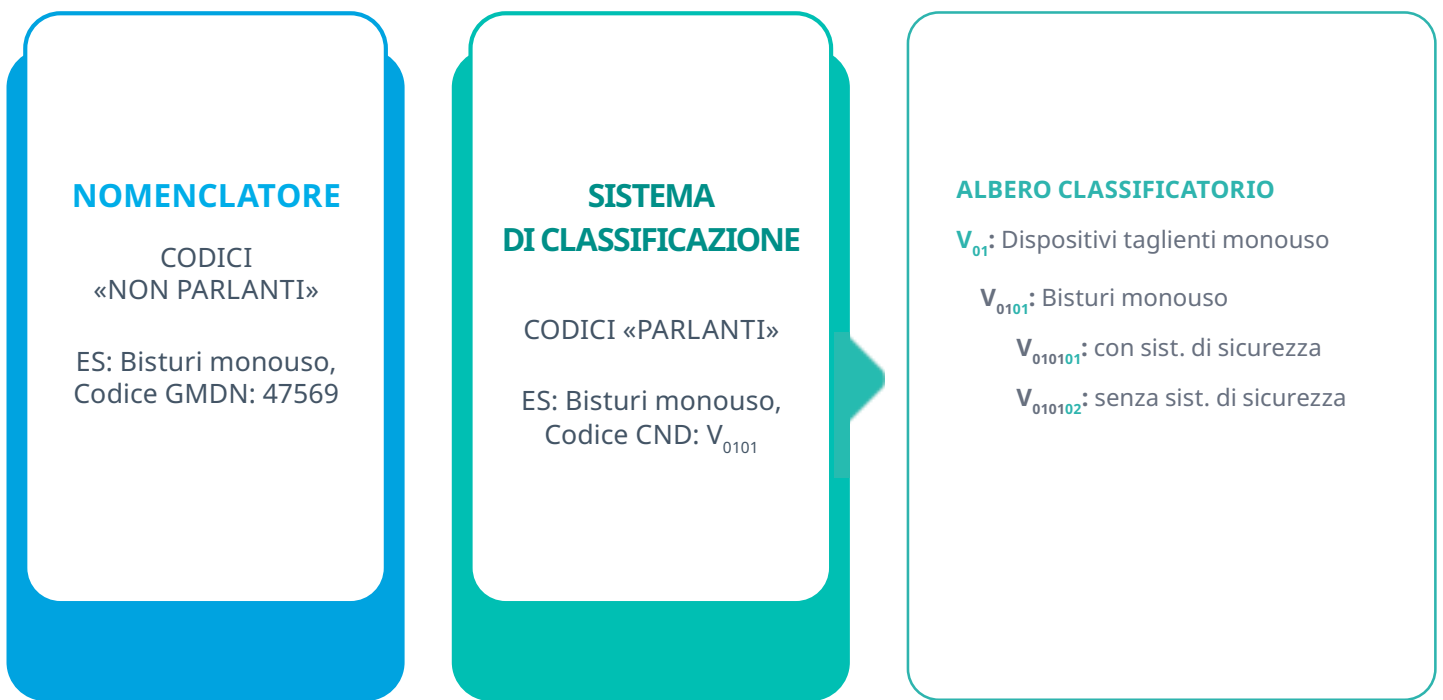 NOMENCLATORE
CODICI
«NON PARLANTI»
ES: Bisturi monouso,
Codice GMDN: 47569
SISTEMA
DI CLASSIFICAZIONE
CODICI «PARLANTI»
ES: Bisturi monouso,
Codice CND: V0101
ALBERO CLASSIFICATORIO
V01: Dispositivi taglienti monouso
V0101: Bisturi monouso
V010101: con sist. di sicurezza
V010102: senza sist. di sicurezza